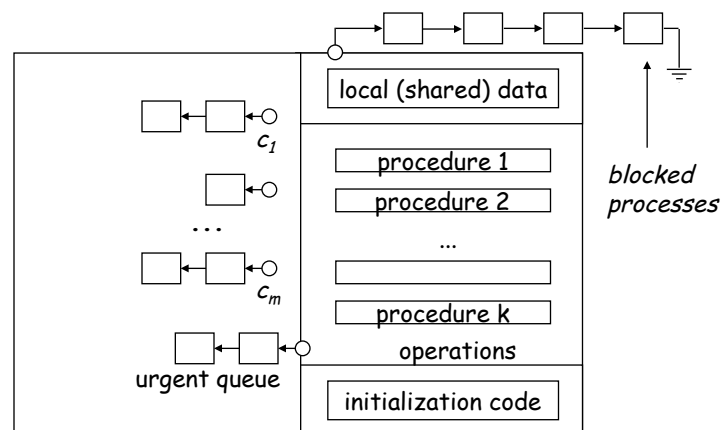 local (shared) data
c1
procedure 1
blocked
processes
procedure 2
...
...
cm
procedure k
operations
urgent queue
initialization code